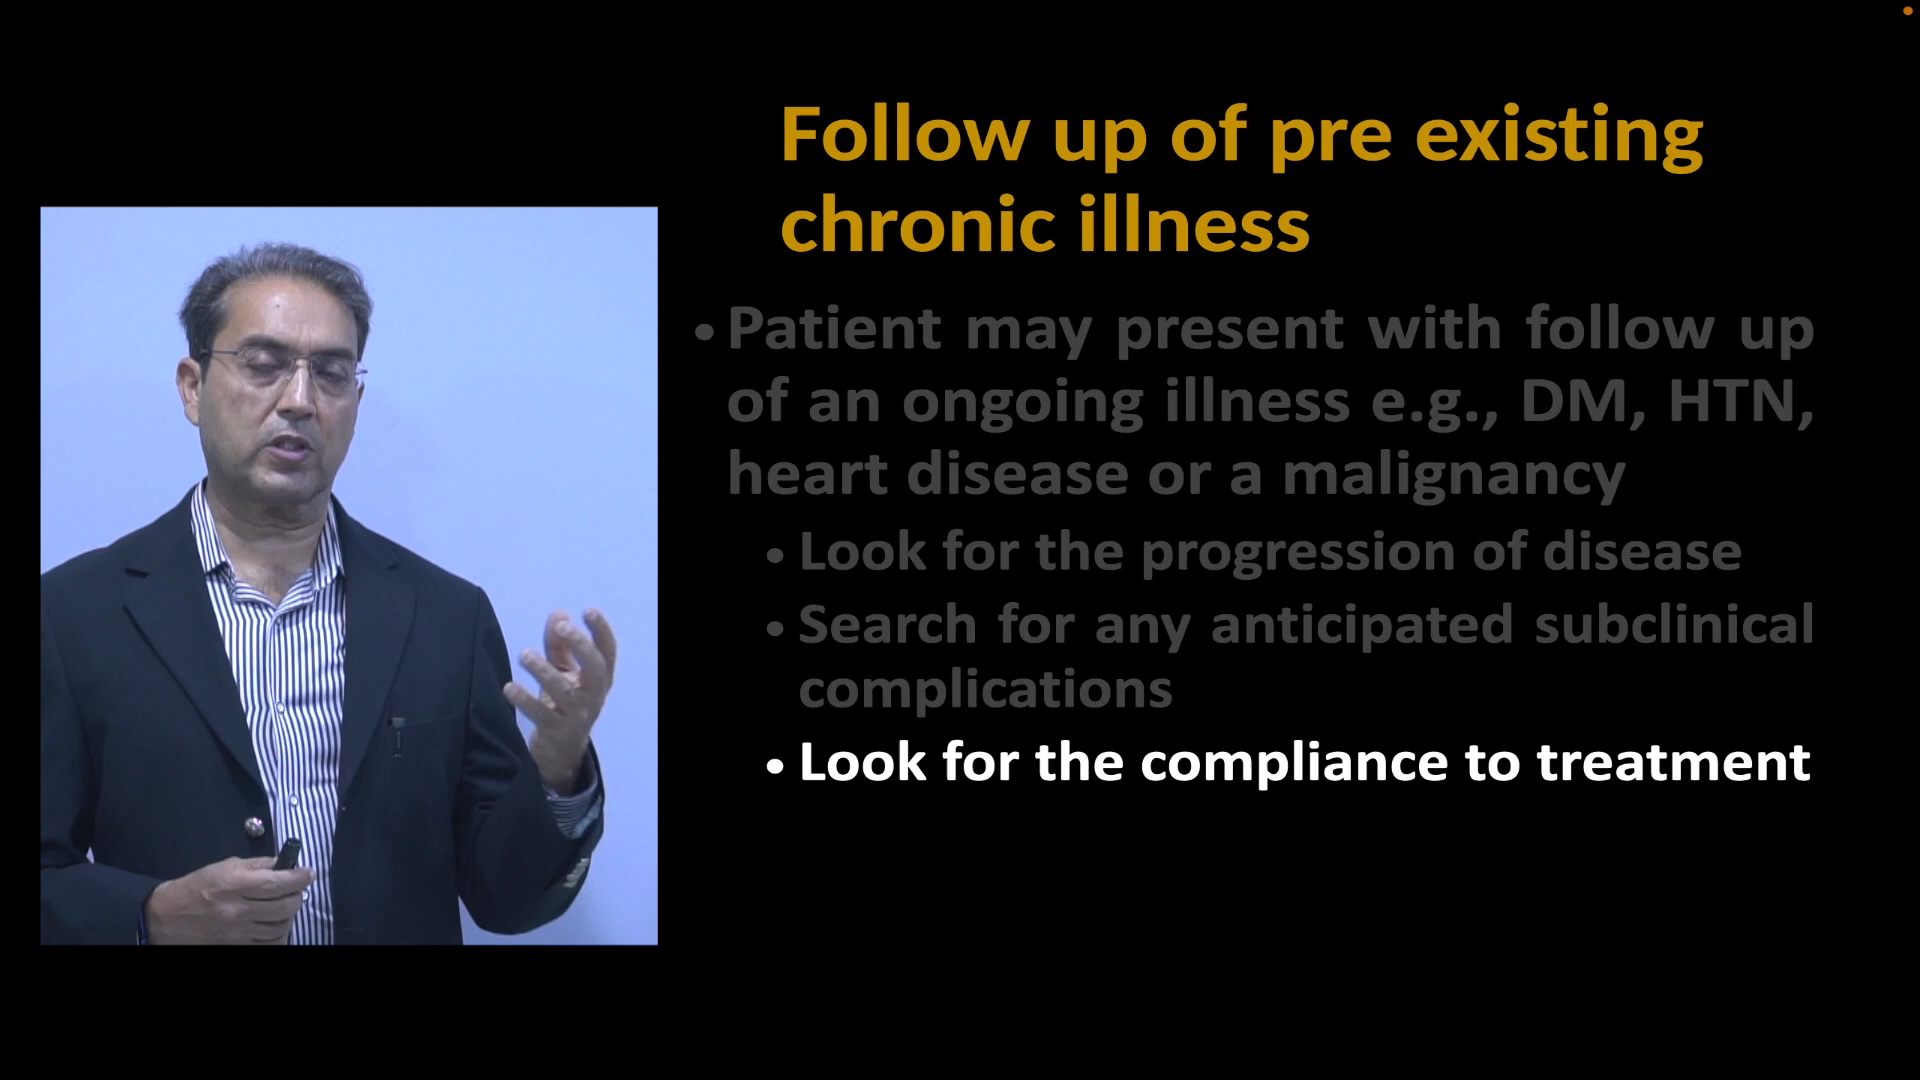 Follow up of pre existing
chronic illness
• Patient may present with follow up
of an ongoing illness e.g., DM, HTN,
heart disease or a malignancy
• Look for the progression of disease
• Search for any anticipated subclinical
complications
• Look for the compliance to treatment